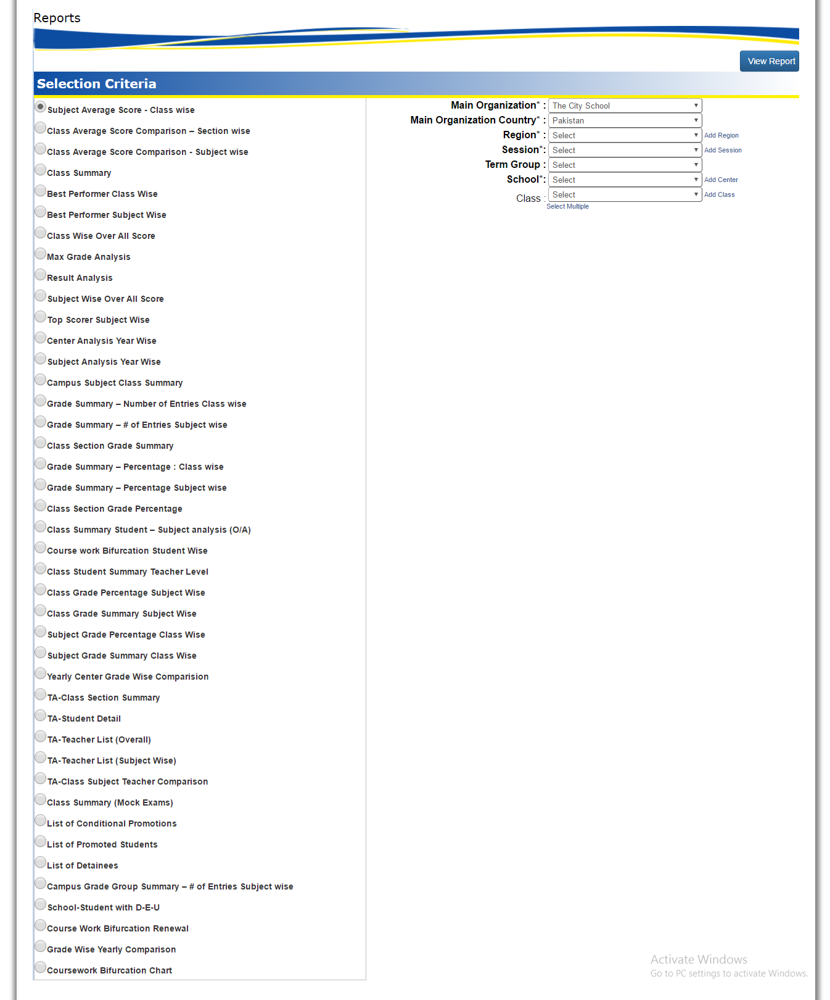 Reports
View Report
Selection Criteria
Subject Average Score - Class wise
Class Average Score Comparison – Section wise
Class Average Score Comparison - Subject wise
Class Summary
Best Performer Class Wise
Best Performer Subject Wise
Class Wise Over All Score
Max Grade Analysis
Result Analysis
Subject Wise Over All Score
Top Scorer Subject Wise
Center Analysis Year Wise
Subject Analysis Year Wise
Campus Subject Class Summary
Grade Summary – Number of Entries Class wise
Grade Summary – # of Entries Subject wise
Class Section Grade Summary
Grade Summary – Percentage : Class wise
Grade Summary – Percentage Subject wise
Class Section Grade Percentage
Class Summary Student – Subject analysis (O/A)
Course work Bifurcation Student Wise
Class Student Summary Teacher Level
Class Grade Percentage Subject Wise
Class Grade Summary Subject Wise
Subject Grade Percentage Class Wise
Subject Grade Summary Class Wise
Yearly Center Grade Wise Comparision
TA-Class Section Summary
TA-Student Detail
TA-Teacher List (Overall)
TA-Teacher List (Subject Wise)
TA-Class Subject Teacher Comparison
Class Summary (Mock Exams)
List of Conditional Promotions
List of Promoted Students
List of Detainees
Campus Grade Group Summary – # of Entries Subject wise
School-Student with D-E-U
Course Work Bifurcation Renewal
Grade Wise Yearly Comparison
Coursework Bifurcation Chart
Main Organization* : The City School
Main Organization Country* : Pakistan
Region* : Select Add Region
Session*: Select Add Session
Term Group : Select
School*: Select Add Center
Class : Select Add Class
Select Multiple
Activate Windows
Go to PC settings to activate Windows.